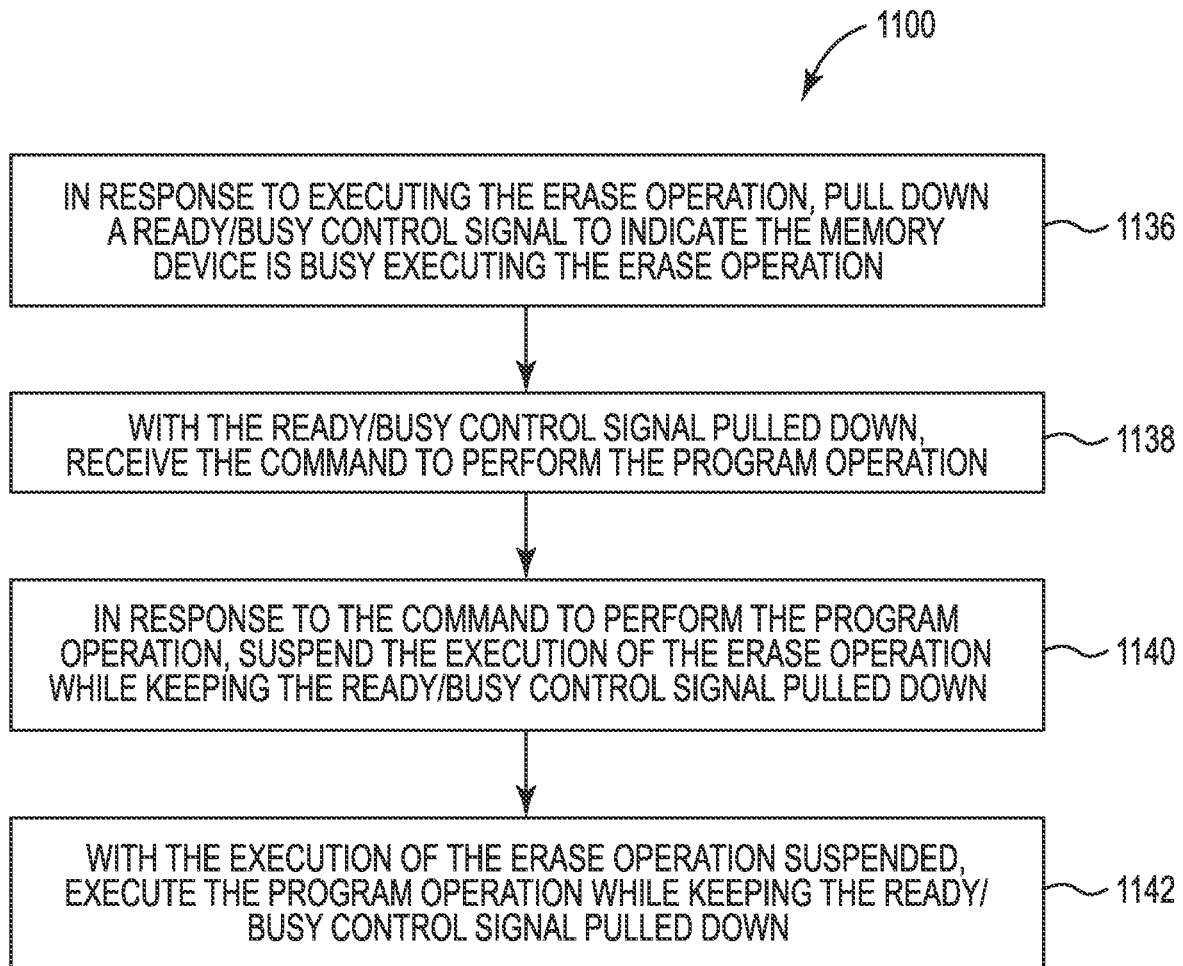 1100
IN RESPONSE TO EXECUTING THE ERASE OPERATION, PULL DOWN
A READY/BUSY CONTROL SIGNAL TO INDICATE THE MEMORY
DEVICE IS BUSY EXECUTING THE ERASE OPERATION
1136
WITH THE READY/BUSY CONTROL SIGNAL PULLED DOWN,
RECEIVE THE COMMAND TO PERFORM THE PROGRAM OPERATION
1138
IN RESPONSE TO THE COMMAND TO PERFORM THE PROGRAM
OPERATION, SUSPEND THE EXECUTION OF THE ERASE OPERATION
WHILE KEEPING THE READY/BUSY CONTROL SIGNAL PULLED DOWN
1140
WITH THE EXECUTION OF THE ERASE OPERATION SUSPENDED,
EXECUTE THE PROGRAM OPERATION WHILE KEEPING THE READY/
BUSY CONTROL SIGNAL PULLED DOWN
1142